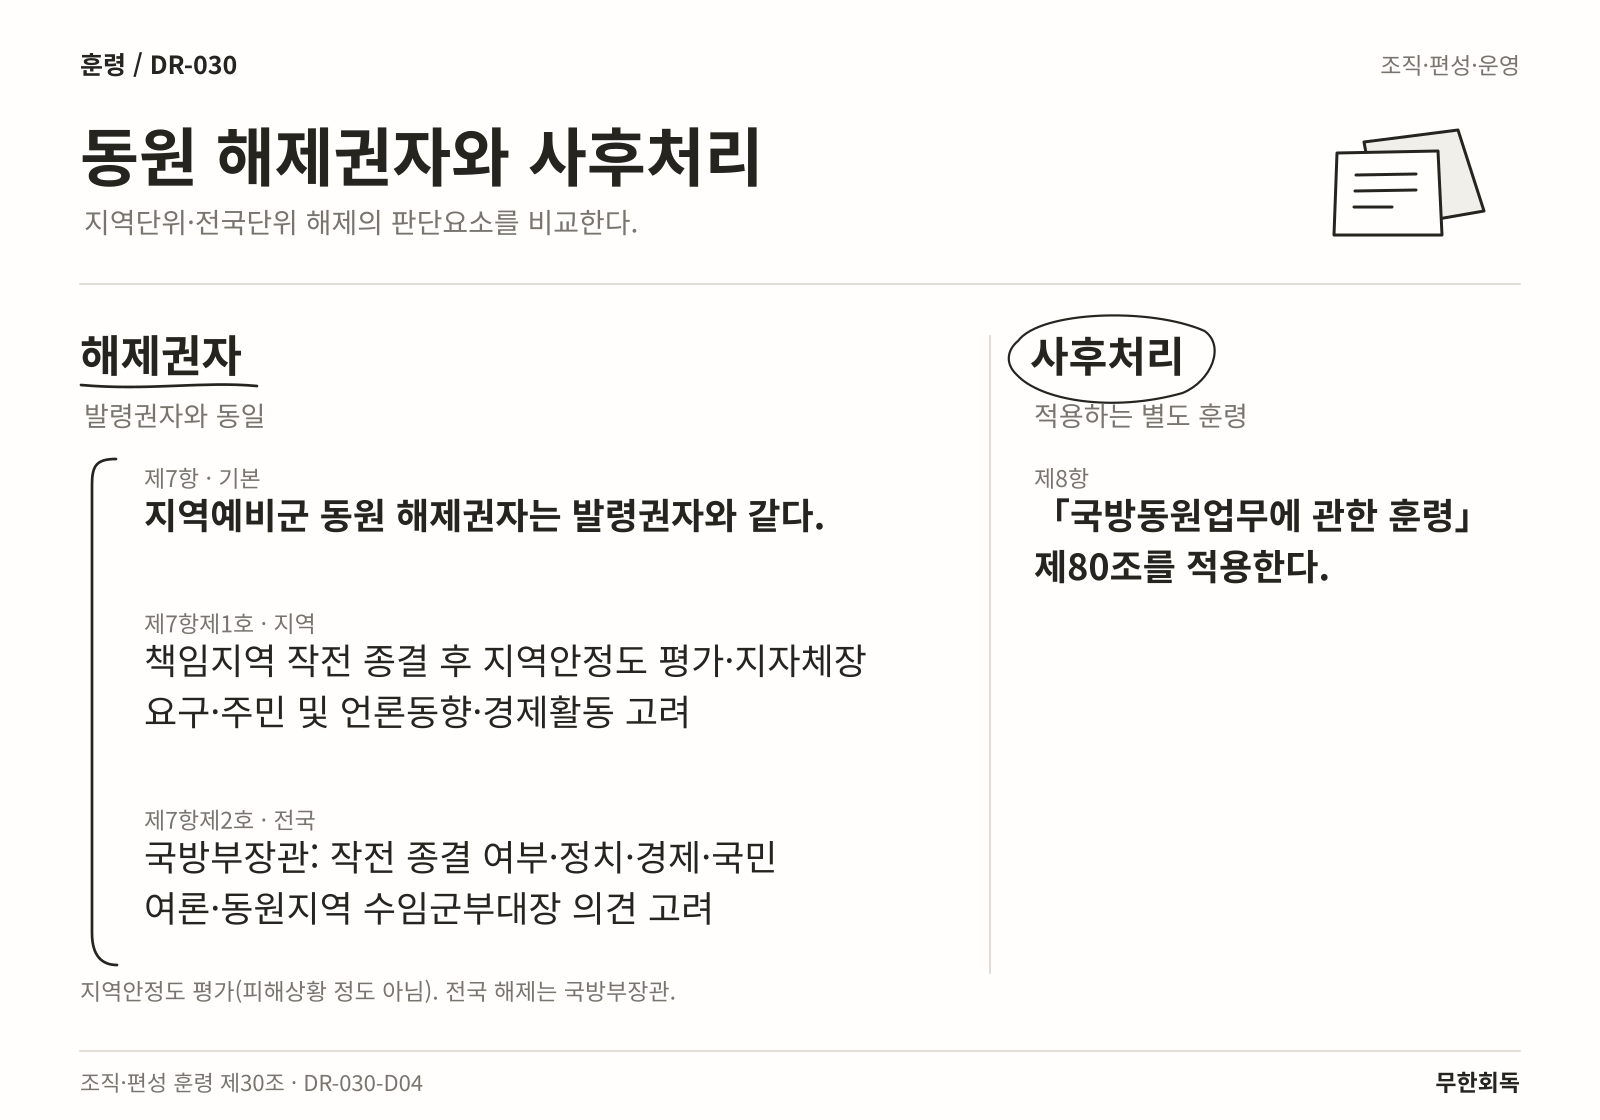 훈령 / DR-030
조직·편성·운영
동원 해제권자와 사후처리
지역단위·전국단위 해제의 판단요소를 비교한다.
해제권자
발령권자와 동일
제7항 · 기본
지역예비군 동원 해제권자는 발령권자와 같다.
제7항제1호 · 지역
책임지역 작전 종결 후 지역안정도 평가·지자체장
요구·주민 및 언론동향·경제활동 고려
제7항제2호 · 전국
국방부장관: 작전 종결 여부·정치·경제·국민
여론·동원지역 수임군부대장 의견 고려
지역안정도 평가(피해상황 정도 아님). 전국 해제는 국방부장관.
사후처리
적용하는 별도 훈령
제8항
「국방동원업무에 관한 훈령」
제80조를 적용한다.
조직·편성 훈령 제30조 · DR-030-D04
무한회독